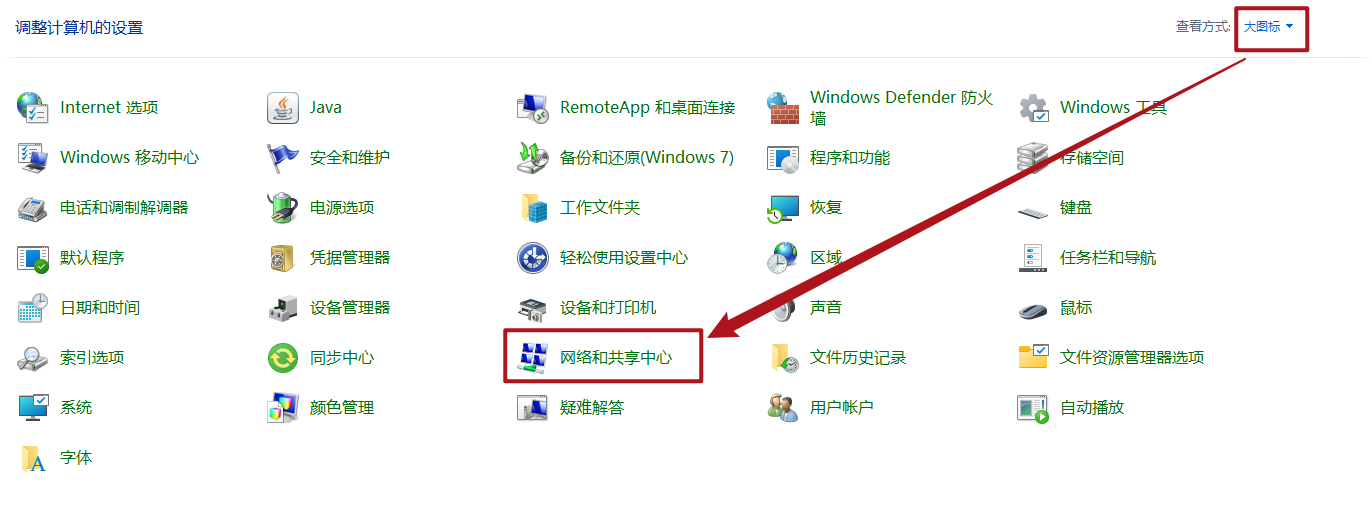 调整计算机的设置
查看方式: 大图标
Internet 选项
Java
RemoteApp 和桌面连接
Windows Defender 防火
墙
Windows 工具
Windows 移动中心
安全和维护
备份和还原(Windows 7)
程序和功能
存储空间
电话和调制解调器
电源选项
工作文件夹
恢复
键盘
默认程序
凭据管理器
轻松使用设置中心
区域
任务栏和导航
日期和时间
设备管理器
设备和打印机
声音
鼠标
索引选项
同步中心
网络和共享中心
文件历史记录
文件资源管理器选项
系统
颜色管理
疑难解答
用户帐户
自动播放
字体